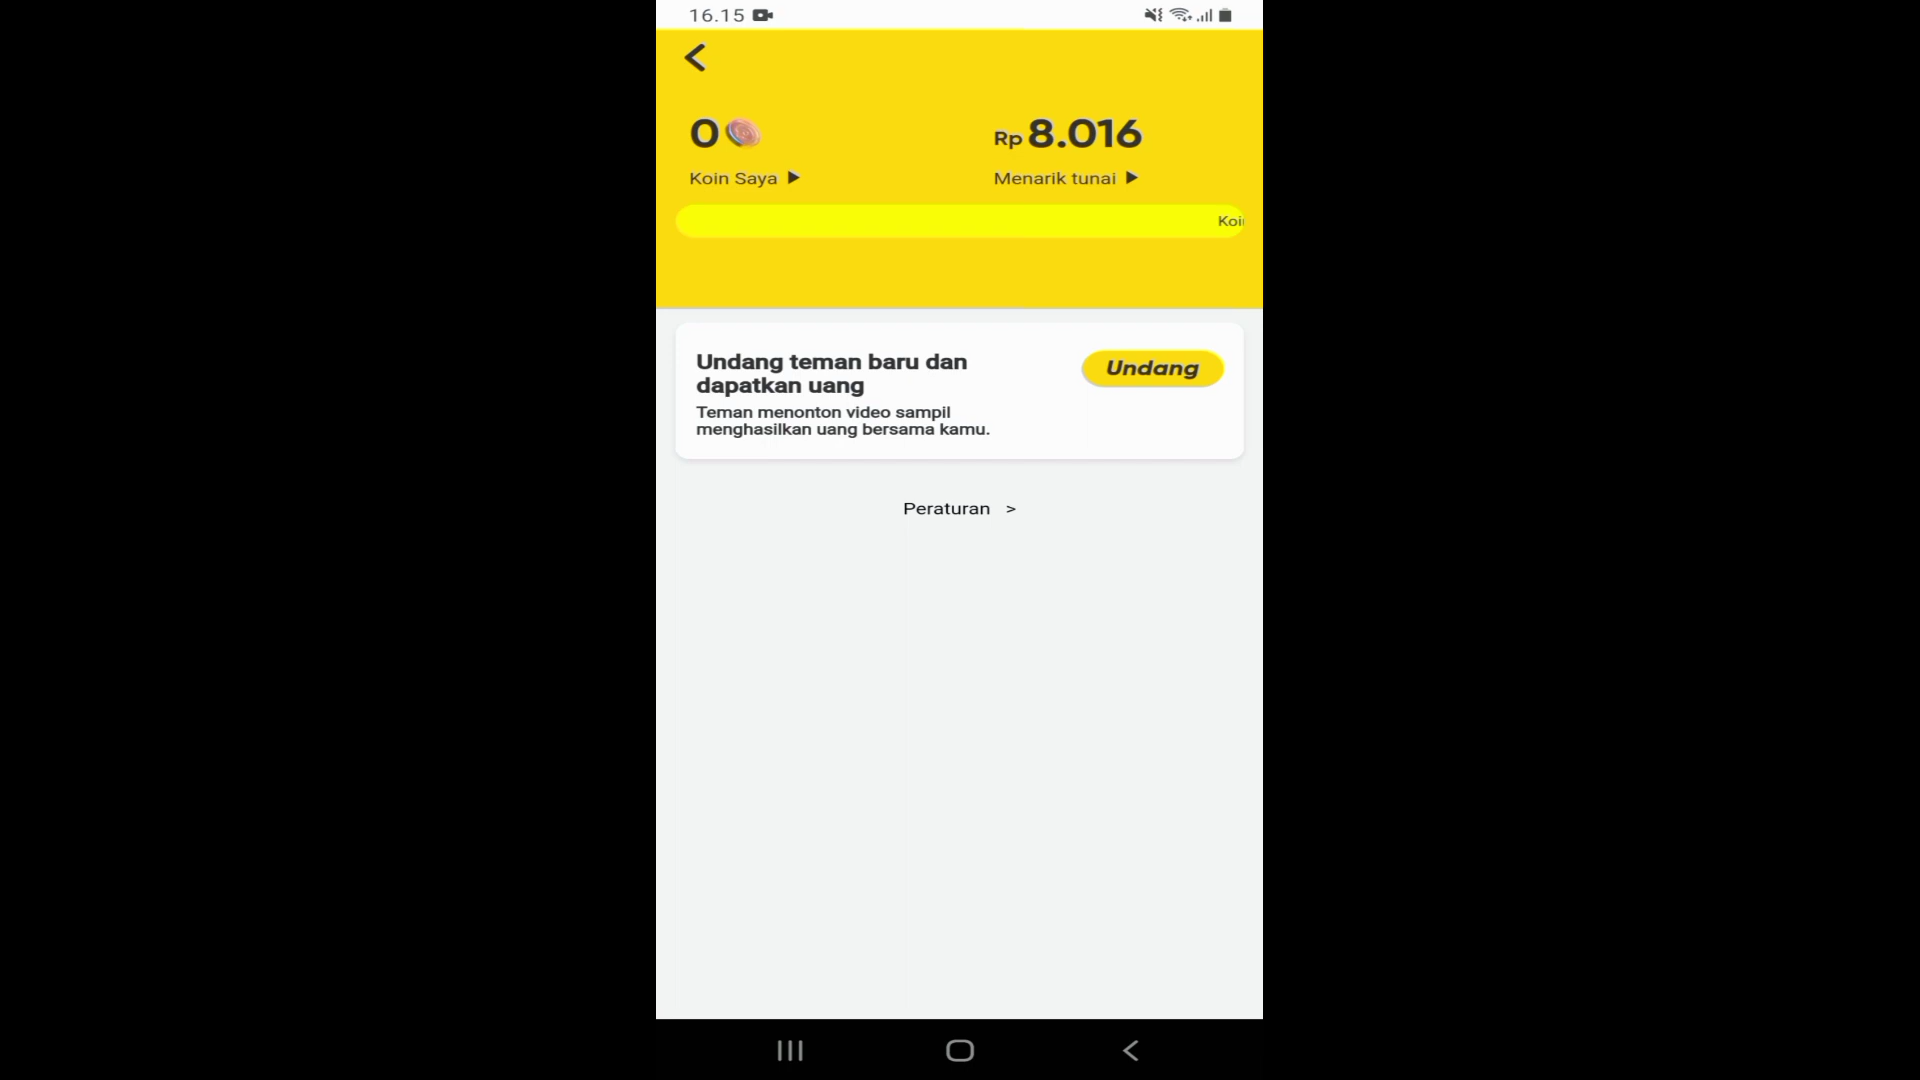 16.15
0
Rp 8.016
Koin Saya
Menarik tunai
Undang teman baru dan
dapatkan uang
Undang
Teman menonton video sampil
menghasilkan uang bersama kamu.
Peraturan >